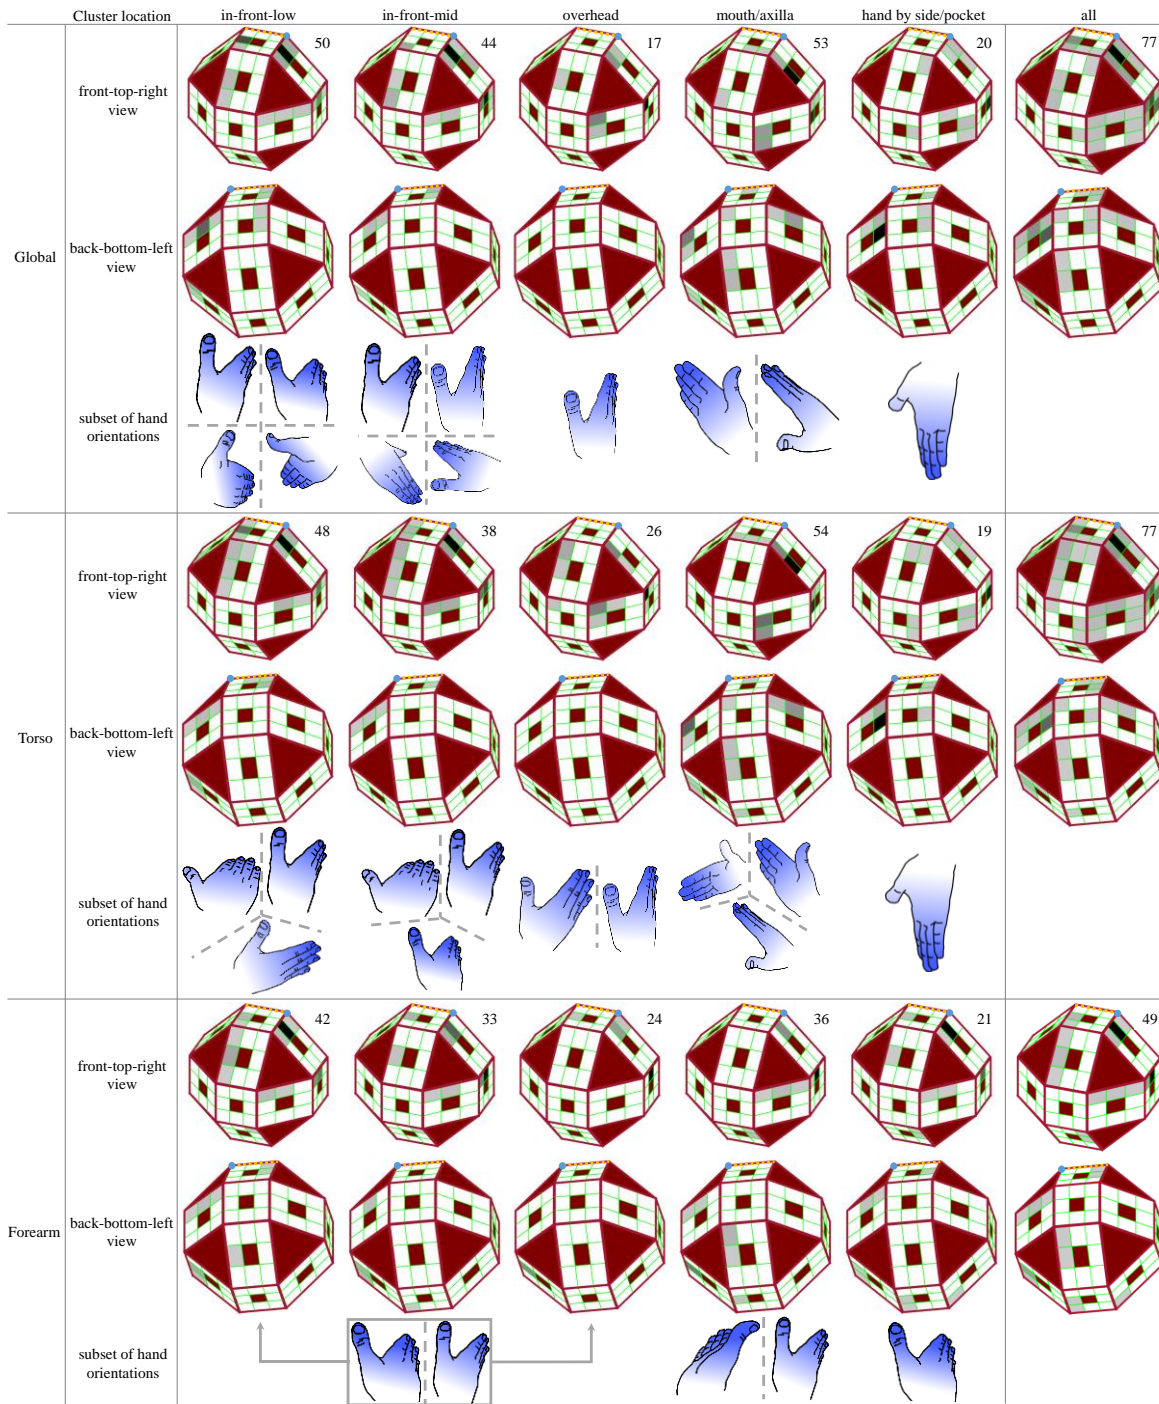 Cluster location in-front-low in-front-mid overhead mouth/axilla hand by side/pocket all
50 44 17 53 20 77
front-top-right
view
Global
back-bottom-left
view
subset of hand
orientations
48 38 26 54 19 77
front-top-right
view
Torso
back-bottom-left
view
subset of hand
orientations
42 33 24 36 21 49
front-top-right
view
Forearm
back-bottom-left
view
subset of hand
orientations